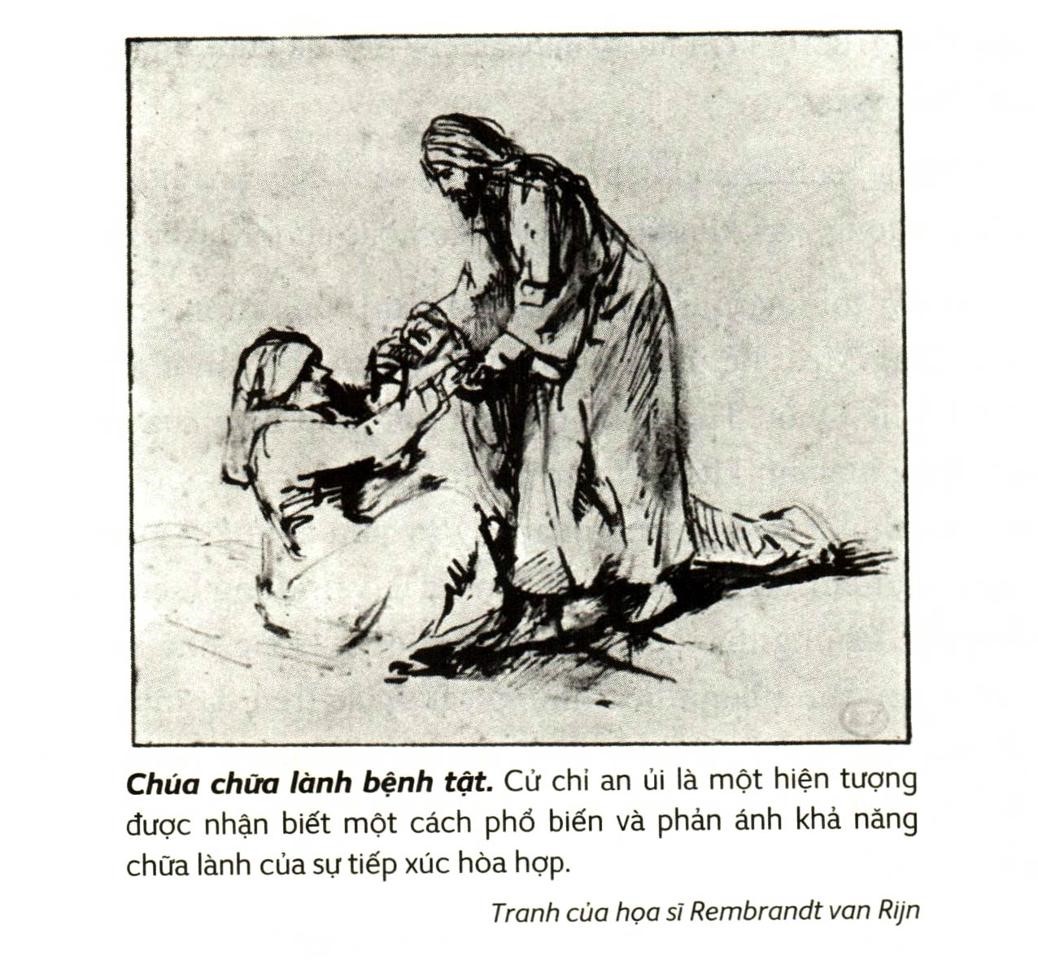 Chúa chữa lành bệnh tật. Cử chỉ an ủi là một hiện tượng
được nhận biết một cách phổ biến và phản ánh khả năng
chữa lành của sự tiếp xúc hòa hợp.
Tranh của họa sĩ Rembrandt van Rijn